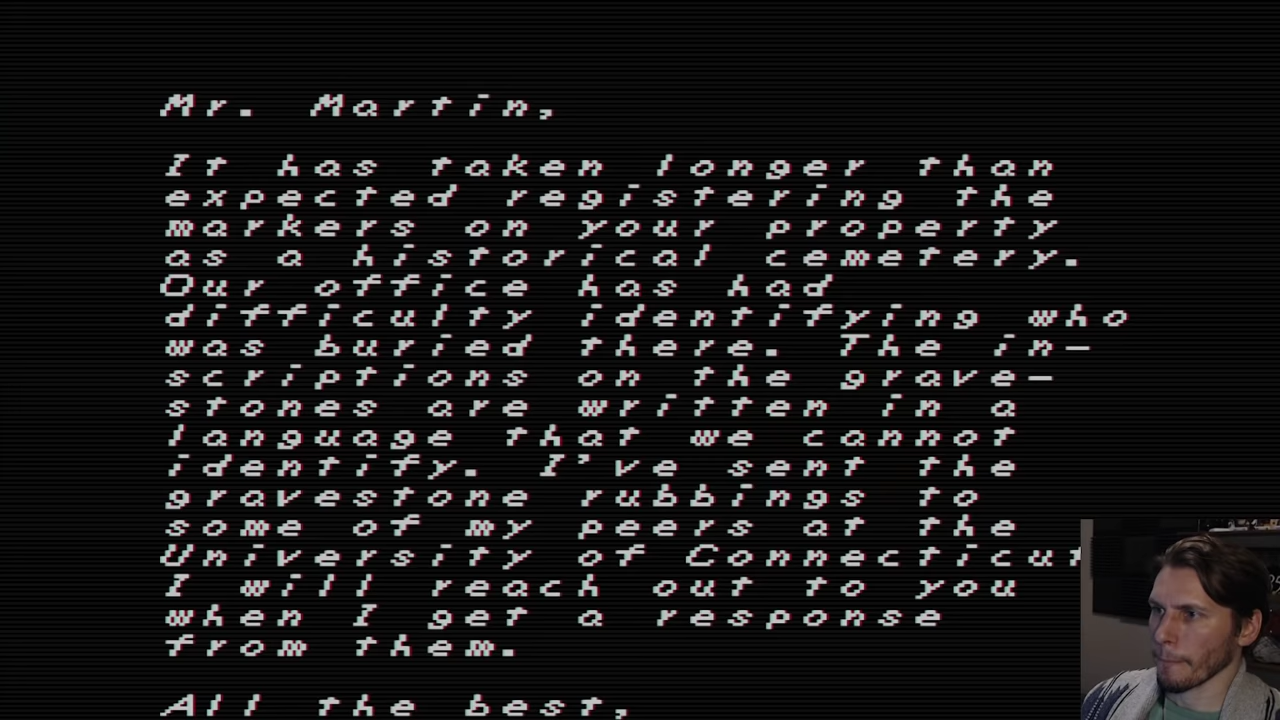 Mr. Martin,
It has taken longer than
expected registering the
markers on your property
as a historical cemetery.
Our office has had
difficulty identifying who
was buried there. The in-
scriptions on the grave-
stones are written in a
language that we cannot
identify. I've sent the
gravestone rubbings to
some of my peers at the
University of Connecticut
I will reach out to you
when I get a response
from them.
All the best,